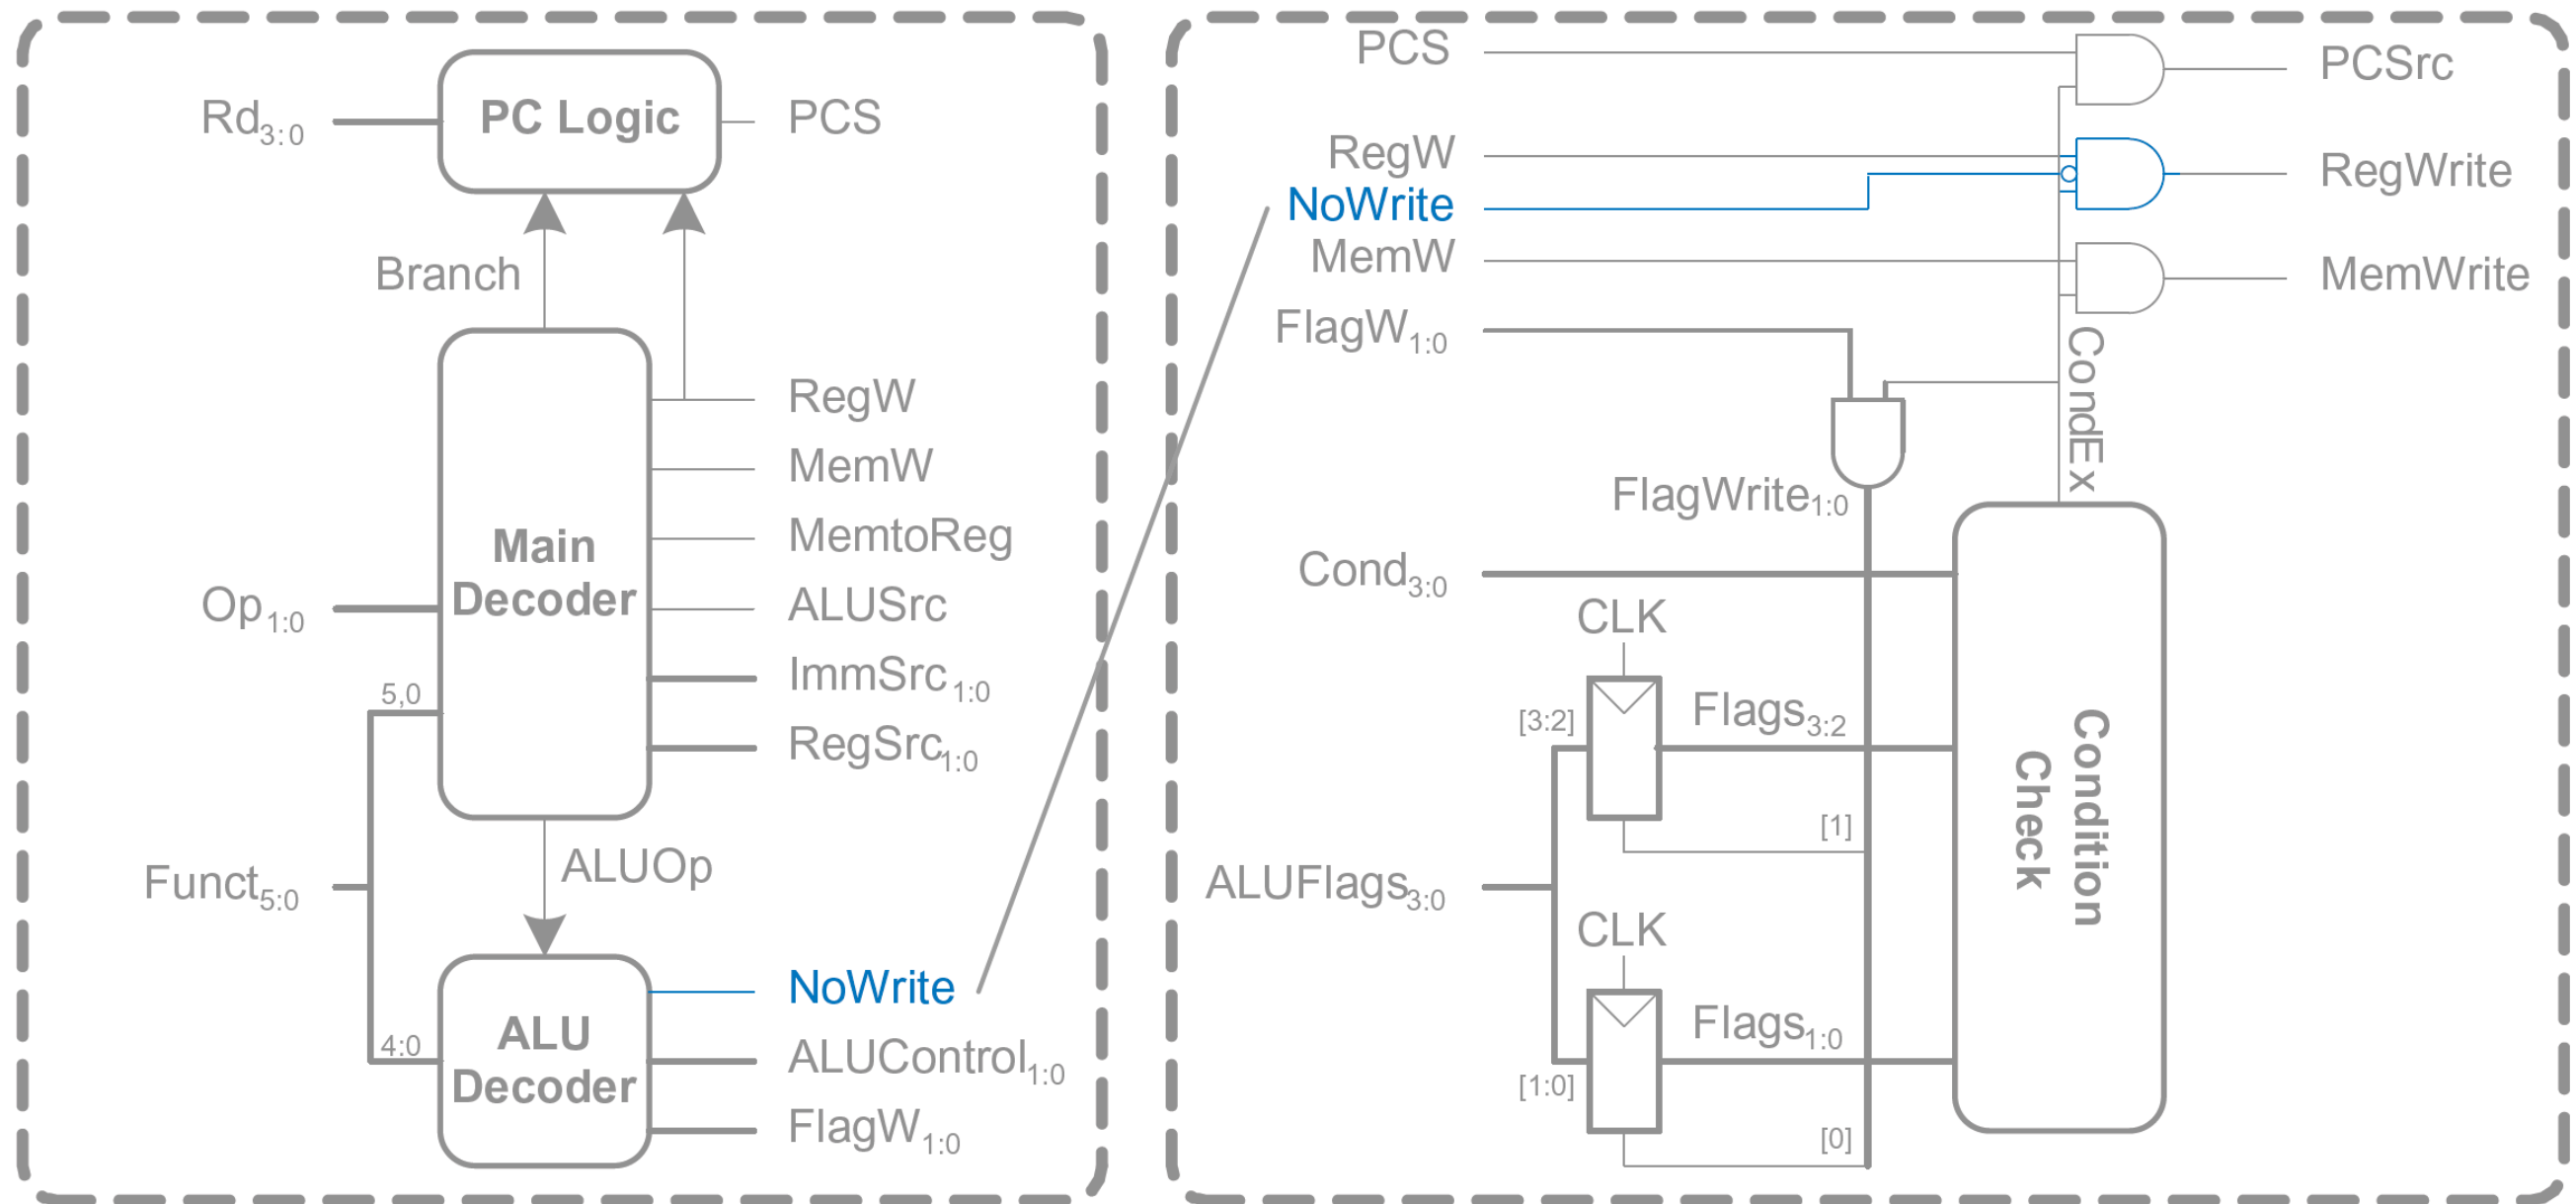 Rd3:0
PC Logic
PCS
Branch
RegW
MemW
MemtoReg
ALUSrc
ImmSrc1:0
RegSrc1:0
Main
Decoder
Op1:0
5,0
ALUOp
Funct5:0
4:0
ALU
Decoder
NoWrite
ALUControl1:0
FlagW1:0
PCS
PCSrc
RegW
RegWrite
NoWrite
MemW
MemWrite
FlagW1:0
CondEx
FlagWrite1:0
Cond3:0
CLK
[3:2]
Flags3:2
[1]
ALUFlags3:0
CLK
Flags1:0
[1:0]
[0]
Condition
Check